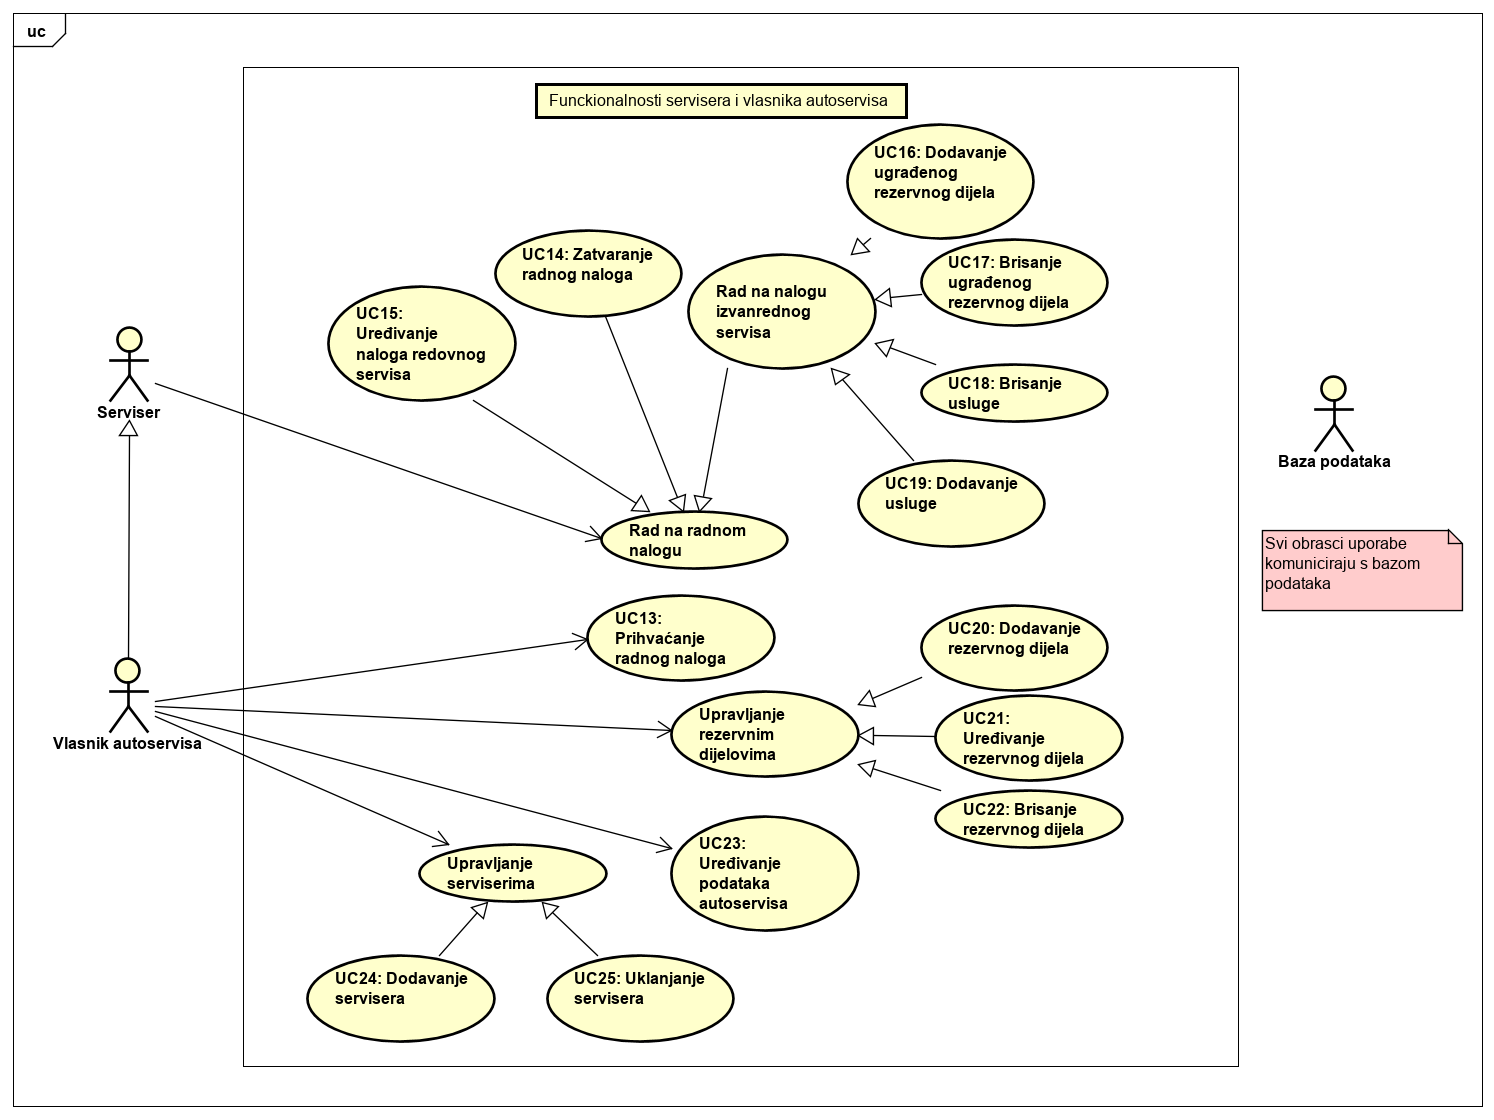 uc
Funckionalnosti servisera i vlasnika autoservisa
UC16: Dodavanje
ugrađenog
rezervnog dijela
UC14: Zatvaranje
radnog naloga
UC17: Brisanje
ugrađenog
rezervnog dijela
Rad na nalogu
izvanrednog
servisa
UC15:
Uređivanje
naloga redovnog
servisa
UC18: Brisanje
usluge
Serviser
Baza podataka
UC19: Dodavanje
usluge
Rad na radnom
nalogu
Svi obrasci uporabe
komuniciraju s bazom
podataka
UC13:
Prihvaćanje
radnog naloga
UC20: Dodavanje
rezervnog dijela
Vlasnik autoservisa
Upravljanje
rezervnim
dijelovima
UC21:
Uređivanje
rezervnog dijela
UC22: Brisanje
rezervnog dijela
UC23:
Uređivanje
podataka
autoservisa
Upravljanje
serviserima
UC24: Dodavanje
servisera
UC25: Uklanjanje
servisera